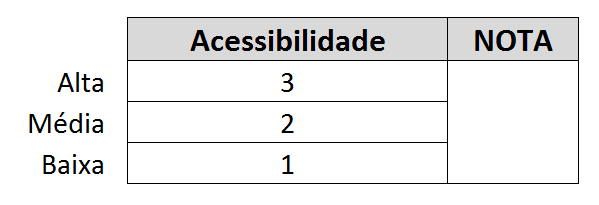 Acessibilidade NOTA
Alta 3
Média 2
Baixa 1